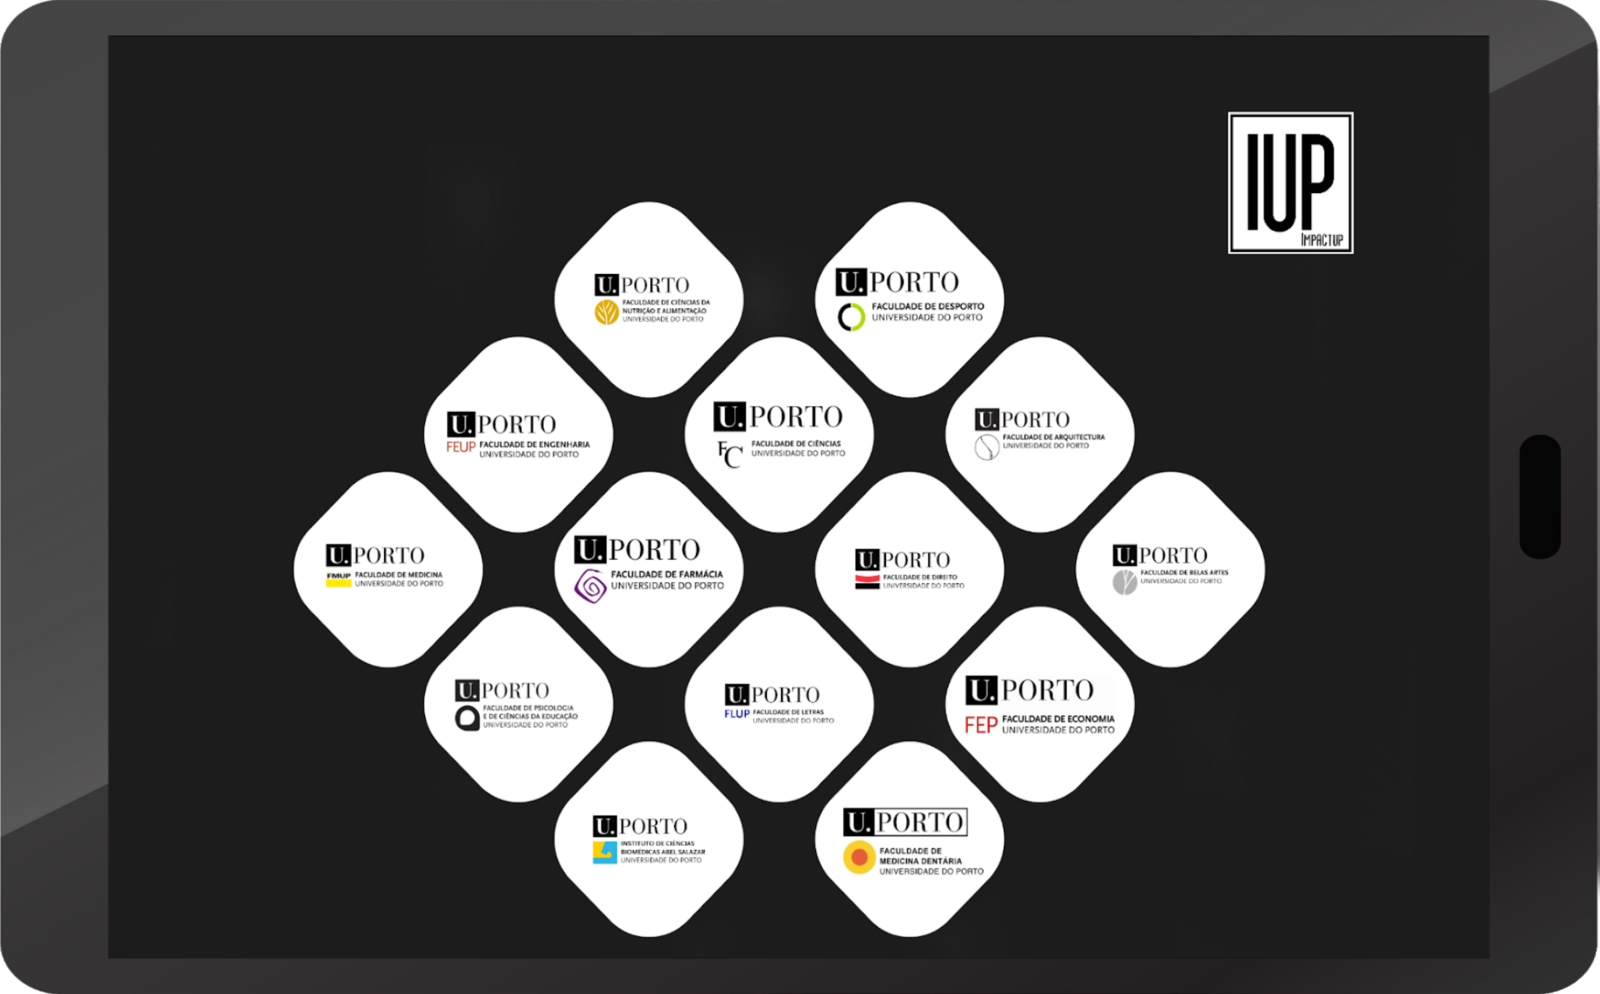 IUP
IMPACTUP
U.PORTO
FACULDADE DE CIÊNCIAS DA
NUTRIÇÃO E ALIMENTAÇÃO
UNIVERSIDADE DO PORTO
U.PORTO
FACULDADE DE DESPORTO
UNIVERSIDADE DO PORTO
U.PORTO
FEUP FACULDADE DE ENGENHARIA
UNIVERSIDADE DO PORTO
U.PORTO
FC FACULDADE DE CIÊNCIAS
UNIVERSIDADE DO PORTO
U.PORTO
FACULDADE DE ARQUITECTURA
UNIVERSIDADE DO PORTO
U.PORTO
FMUP FACULDADE DE MEDICINA
UNIVERSIDADE DO PORTO
U.PORTO
FACULDADE DE FARMÁCIA
UNIVERSIDADE DO PORTO
U.PORTO
FACULDADE DE DIREITO
UNIVERSIDADE DO PORTO
U.PORTO
FACULDADE DE BELAS ARTES
UNIVERSIDADE DO PORTO
U.PORTO
FACULDADE DE PSICOLOGIA
E DE CIÊNCIAS DA EDUCAÇÃO
UNIVERSIDADE DO PORTO
U.PORTO
FLUP FACULDADE DE LETRAS
UNIVERSIDADE DO PORTO
U.PORTO
FEP FACULDADE DE ECONOMIA
UNIVERSIDADE DO PORTO
U.PORTO
INSTITUTO DE CIÊNCIAS
BIOMÉDICAS ABEL SALAZAR
UNIVERSIDADE DO PORTO
U.PORTO
FACULDADE DE
MEDICINA DENTÁRIA
UNIVERSIDADE DO PORTO